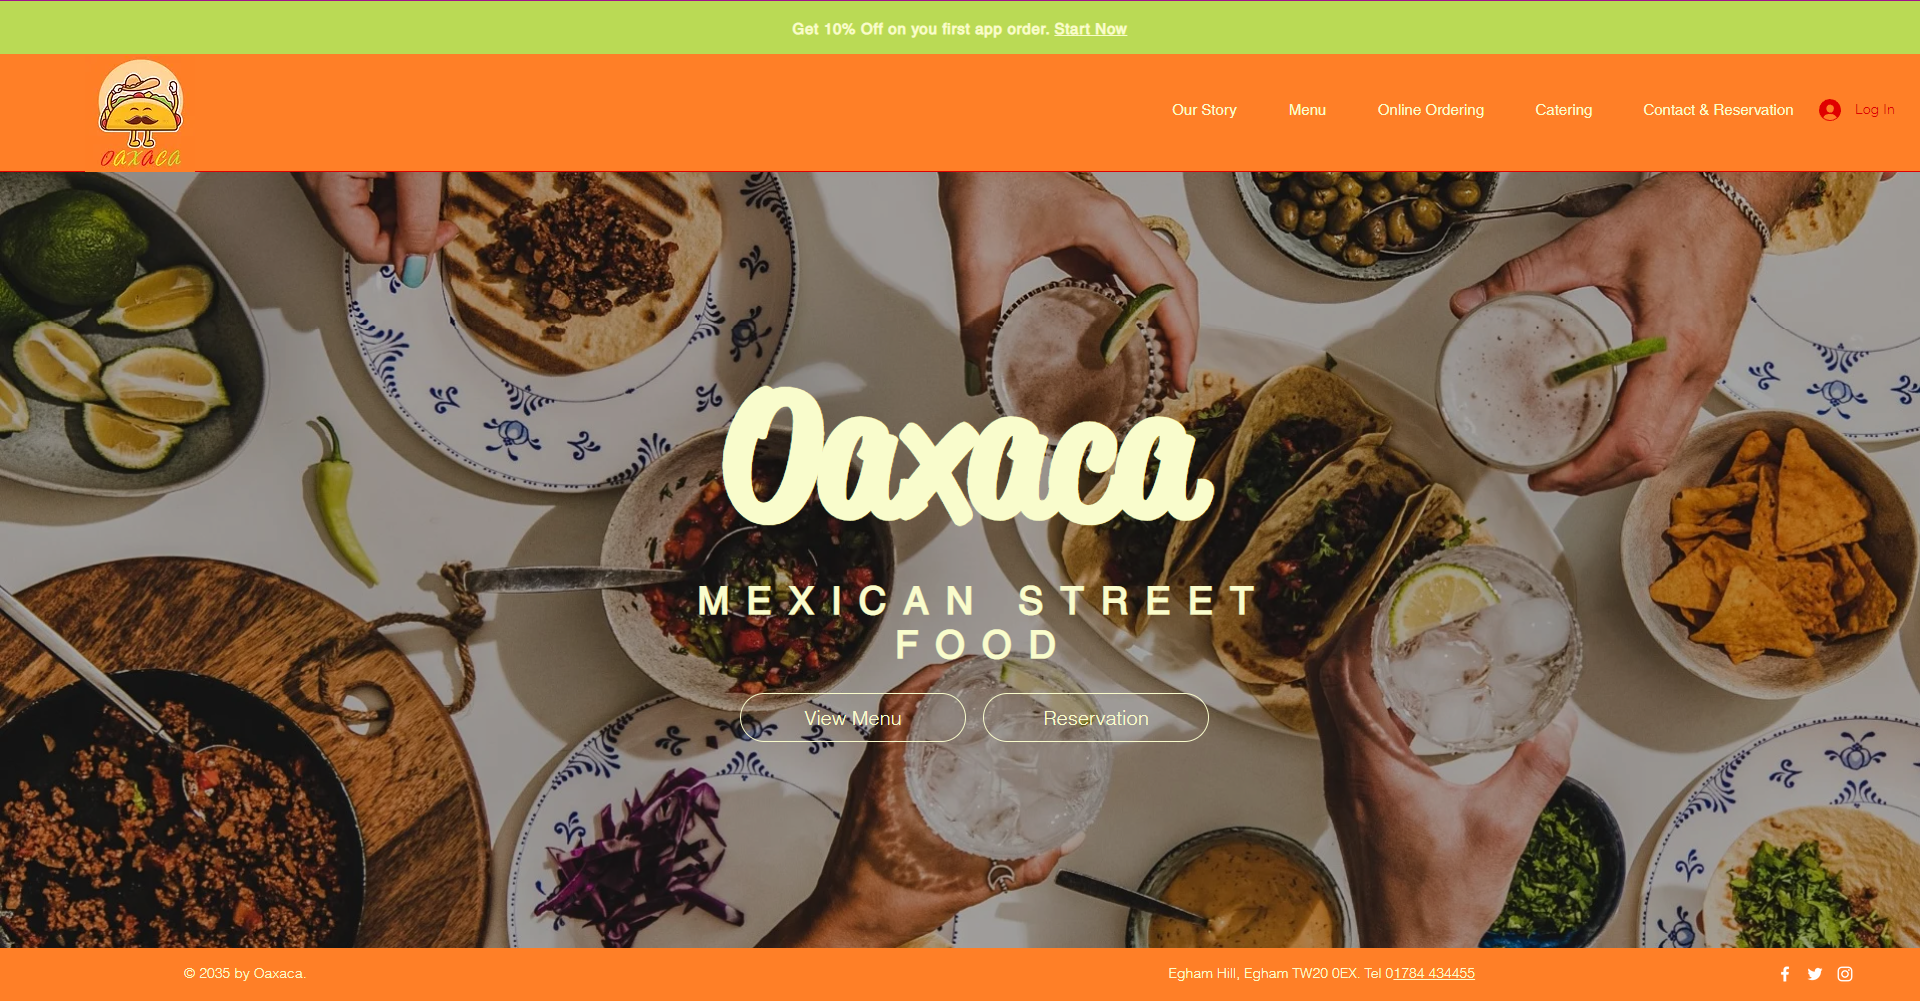 Get 10% Off on you first app order. Start Now
oaxaca
Our Story
Menu
Online Ordering
Catering
Contact & Reservation
Log In
Oaxaca
MEXICAN STREET
FOOD
View Menu
Reservation
© 2035 by Oaxaca.
Egham Hill, Egham TW20 0EX. Tel 01784 434455